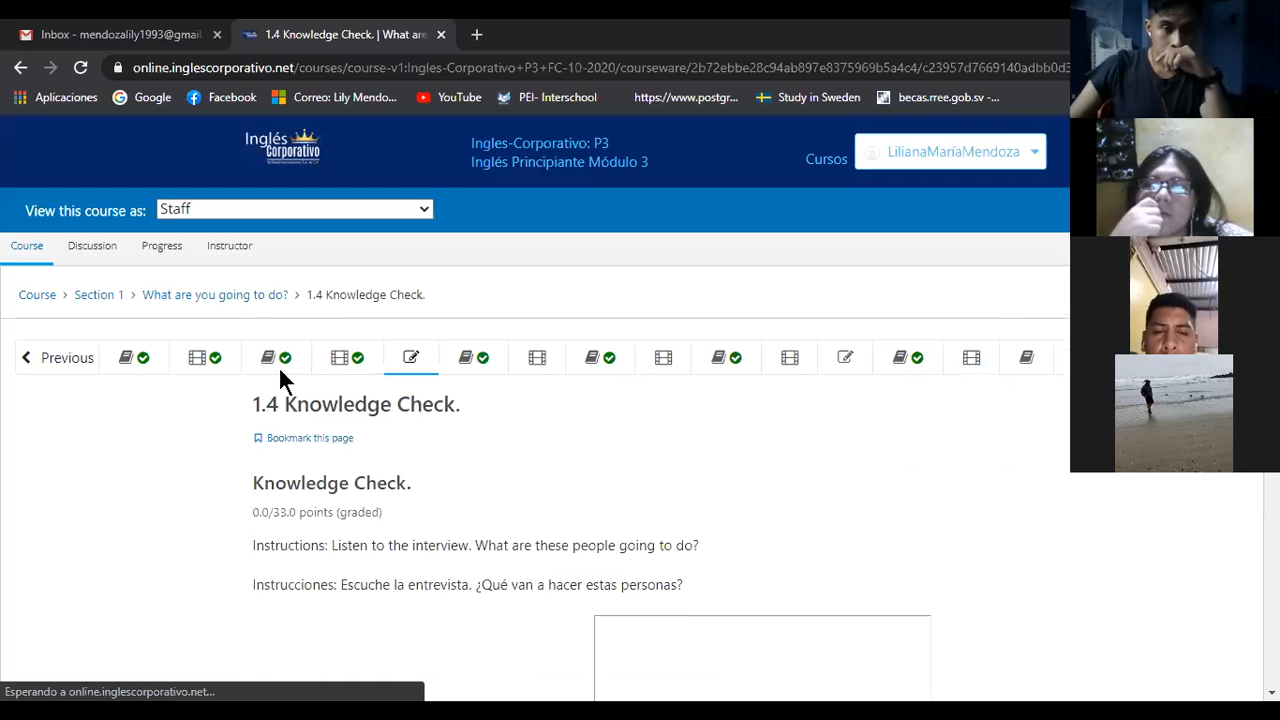 Inbox - mendozalily1993@gmail
1.4 Knowledge Check. | What are
online.inglescorporativo.net/courses/course-v1:Ingles-Corporativo+P3+FC-10-2020/courseware/2b72ebbe28c94ab897e8375969b5a4c4/c23957d7669140adbb0d3
Aplicaciones
Google
Facebook
Correo: Lily Mendo...
YouTube
PEI- Interschool
https://www.postgr...
Study in Sweden
becas.rree.gob.sv -...
Inglés
Corporativo
Ingles-Corporativo: P3
Inglés Principiante Módulo 3
Cursos
LilianaMaríaMendoza
View this course as:
Staff
Course
Discussion
Progress
Instructor
Course > Section 1 > What are you going to do? > 1.4 Knowledge Check.
Previous
1.4 Knowledge Check.
Bookmark this page
Knowledge Check.
0.0/33.0 points (graded)
Instructions: Listen to the interview. What are these people going to do?
Instrucciones: Escuche la entrevista. ¿Qué van a hacer estas personas?
Esperando a online.inglescorporativo.net...